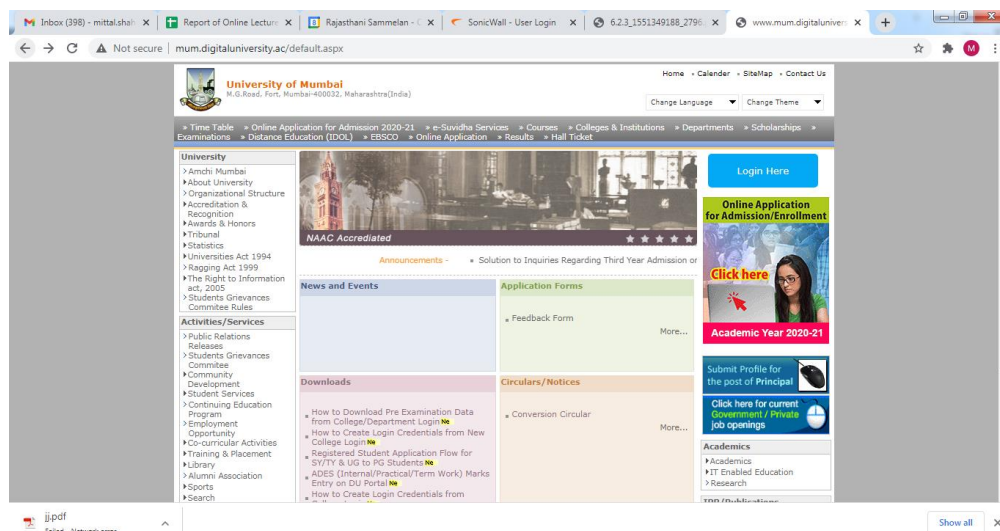 Inbox (398) - mittal.shah
Report of Online Lecture
Rajasthani Sammelan -
SonicWall - User Login
6.2.3_1551349188_2796
www.mum.digitaluniver
Not secure | mum.digitaluniversity.ac/default.aspx
M
University of Mumbai
M.G.Road, Fort, Mumbai-400032, Maharashtra(India)
Home • Calender • SiteMap • Contact Us
Change Language
Change Theme
» Time Table » Online Application for Admission 2020-21 » e-Suvidha Services » Courses » Colleges & Institutions » Departments » Scholarships »
Examinations » Distance Education (IDOL) » EBSCO » Online Application » Results » Hall Ticket
University
Amchi Mumbai
About University
Organizational Structure
Accreditation &
Recognition
Awards & Honors
Tribunal
Statistics
Universities Act 1994
Ragging Act 1999
The Right to Information
act, 2005
Students Grievances
Commitee Rules
Activities/Services
Public Relations
Releases
Students Grievances
Commitee
Community
Development
Student Services
Continuing Education
Program
Employment
Opportunity
Co-curricular Activities
Training & Placement
Library
Alumni Association
Sports
Search
NAAC Accrediated
Announcements -
Solution to Inquiries Regarding Third Year Admission or
News and Events
Application Forms
Feedback Form
More...
Downloads
How to Download Pre Examination Data
from College/Department Login Ne
How to Create Login Credentials from New
College Login Ne
Registered Student Application Flow for
SY/TY & UG to PG Students Ne
ADES (Internal/Practical/Term Work) Marks
Entry on DU Portal Ne
How to Create Login Credentials from
Circulars/Notices
Conversion Circular
More...
Login Here
Online Application
for Admission/Enrollment
Click here
Academic Year 2020-21
Submit Profile for
the post of Principal
Click here for current
Government / Private
job openings
Academics
Academics
IT Enabled Education
Research
jj.pdf
Failed - Network error
Show all